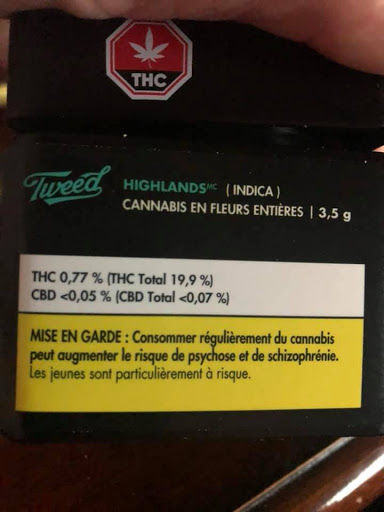 THC
Tweed HIGHLANDS MC ( INDICA )
CANNABIS EN FLEURS ENTIÈRES | 3,5 g
THC 0,77 % (THC Total 19,9 %)
CBD <0,05 % (CBD Total <0,07 %)
MISE EN GARDE : Consommer régulièrement du cannabis
peut augmenter le risque de psychose et de schizophrénie.
Les jeunes sont particulièrement à risque.